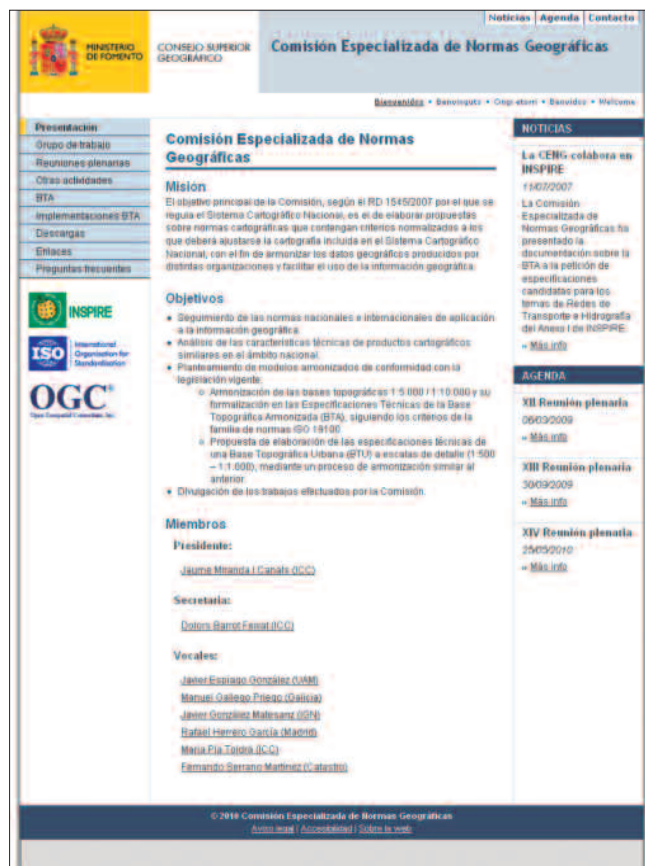 Noticias | Agenda | Contacto
MINISTERIO
DE FOMENTO
CONSEJO SUPERIOR
GEOGRÁFICO
Comisión Especializada de Normas Geográficas
Bienvenidos • Benvinguts • Ongi etorri • Benvidos • Welcome
Presentación
Grupo de trabajo
Reuniones plenarias
Otras actividades
BTA
Implementaciones BTA
Descargas
Enlaces
Preguntas frecuentes
INSPIRE
ISO
International
Organisation for
Standardisation
OGC®
Open Geospatial Consortium, Inc.
Comisión Especializada de Normas
Geográficas
Misión
El objetivo principal de la Comisión, según el RD 1545/2007 por el que se
regula el Sistema Cartográfico Nacional, es el de elaborar propuestas
sobre normas cartográficas que contengan criterios normalizados a los
que deberá ajustarse la cartografía incluida en el Sistema Cartográfico
Nacional, con el fin de armonizar los datos geográficos producidos por
distintas organizaciones y facilitar el uso de la información geográfica.
Objetivos
• Seguimiento de las normas nacionales e internacionales de aplicación
a la información geográfica.
• Análisis de las características técnicas de productos cartográficos
similares en el ámbito nacional.
• Planteamiento de modelos armonizados de conformidad con la
legislación vigente:
○ Armonización de las bases topográficas 1:5.000 / 1:10.000 y su
formalización en las Especificaciones Técnicas de la Base
Topográfica Armonizada (BTA), siguiendo los criterios de la
familia de normas ISO 19100.
○ Propuesta de elaboración de las especificaciones técnicas de
una Base Topográfica Urbana (BTU) a escalas de detalle (1:500
– 1:1.000), mediante un proceso de armonización similar al
anterior.
• Divulgación de los trabajos efectuados por la Comisión.
Miembros
Presidente:
Jaume Miranda i Canals (ICC)
Secretaria:
Dolors Barrot Feixat (ICC)
Vocales:
Javier Espiago González (UAM)
Manuel Gallego Priego (Galicia)
Javier González Matesanz (IGN)
Rafael Herrero García (Madrid)
Maria Pla Toldrà (ICC)
Fernando Serrano Martínez (Catastro)
NOTICIAS
La CENG colabora en
INSPIRE
11/07/2007
La Comisión
Especializada de
Normas Geográficas ha
presentado la
documentación sobre la
BTA a la petición de
especificaciones
candidatas para los
temas de Redes de
Transporte e Hidrografía
del Anexo I de INSPIRE.
» Más info
AGENDA
XII Reunión plenaria
06/03/2009
» Más info
XIII Reunión plenaria
30/09/2009
» Más info
XIV Reunión plenaria
25/03/2010
» Más info
© 2010 Comisión Especializada de Normas Geográficas
Aviso legal | Accesibilidad | Sobre la web